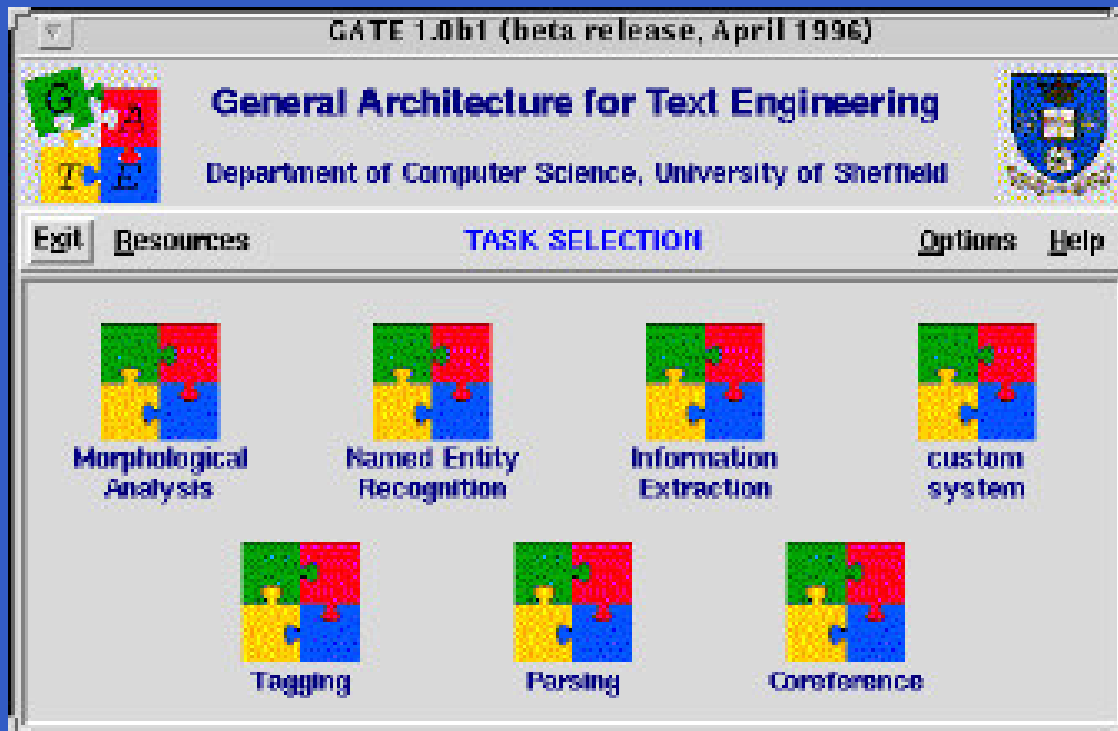 GATE 1.0b1 (beta release, April 1996)
G A
T E
General Architecture for Text Engineering
Department of Computer Science, University of Sheffield
Exit Resources TASK SELECTION Options Help
Morphological Analysis
Named Entity Recognition
Information Extraction
custom system
Tagging
Parsing
Coreference